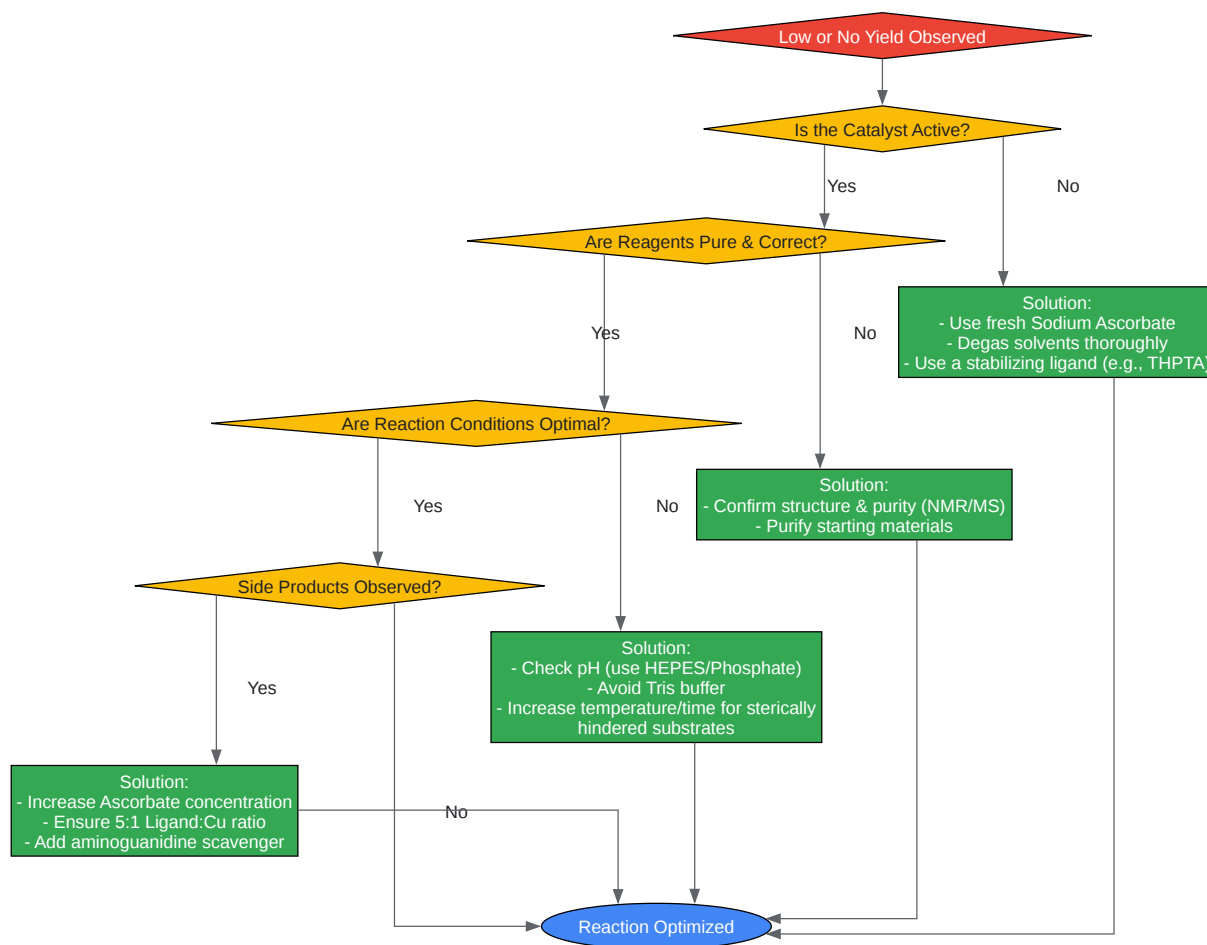 Low or No Yield Observed
Is the Catalyst Active?
Yes
No
Are Reagents Pure & Correct?
Solution:
- Use fresh Sodium Ascorbate
- Degas solvents thoroughly
- Use a stabilizing ligand (e.g., THPTA)
Yes
No
Are Reaction Conditions Optimal?
Solution:
- Confirm structure & purity (NMR/MS)
- Purify starting materials
Yes
No
Side Products Observed?
Solution:
- Check pH (use HEPES/Phosphate)
- Avoid Tris buffer
- Increase temperature/time for sterically
hindered substrates
Yes
Solution:
- Increase Ascorbate concentration
- Ensure 5:1 Ligand:Cu ratio
- Add aminoguanidine scavenger
No
Reaction Optimized